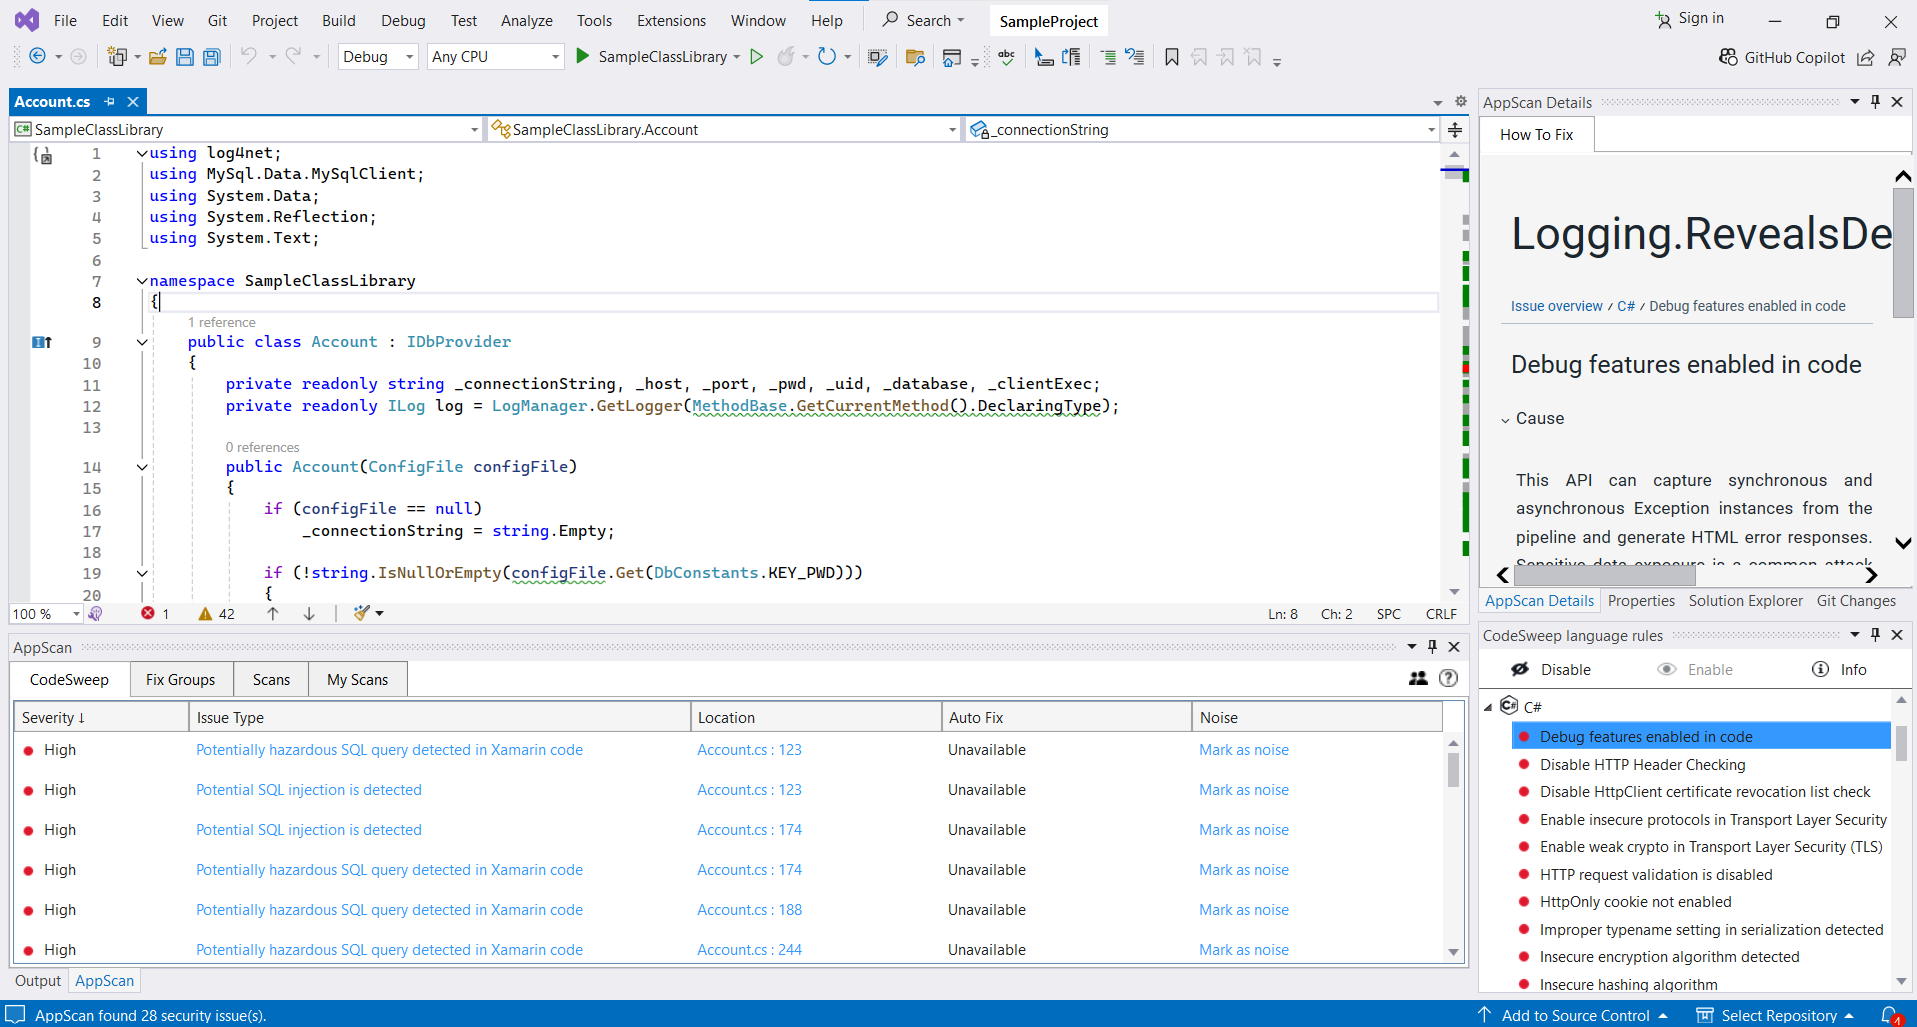 File Edit View Git Project Build Debug Test Analyze Tools Extensions Window Help Search SampleProject Sign in
Debug Any CPU SampleClassLibrary abc GitHub Copilot
Account.cs
SampleClassLibrary SampleClassLibrary.Account _connectionString
1 using log4net;
2 using MySql.Data.MySqlClient;
3 using System.Data;
4 using System.Reflection;
5 using System.Text;
6
7 namespace SampleClassLibrary
8 {
1 reference
9 public class Account : IDbProvider
10 {
11 private readonly string _connectionString, _host, _port, _pwd, _uid, _database, _clientExec;
12 private readonly ILog log = LogManager.GetLogger(MethodBase.GetCurrentMethod().DeclaringType);
13
0 references
14 public Account(ConfigFile configFile)
15 {
16 if (configFile == null)
17 _connectionString = string.Empty;
18
19 if (!string.IsNullOrEmpty(configFile.Get(DbConstants.KEY_PWD)))
20 {
100 % 1 42 Ln: 8 Ch: 2 SPC CRLF
AppScan Details
How To Fix
Logging.RevealsDe
Issue overview / C# / Debug features enabled in code
Debug features enabled in code
Cause
This API can capture synchronous and
asynchronous Exception instances from the
pipeline and generate HTML error responses.
Sensitive data exposure is a common attack
AppScan Details Properties Solution Explorer Git Changes
AppScan
CodeSweep Fix Groups Scans My Scans
Severity ↓ Issue Type Location Auto Fix Noise
High Potentially hazardous SQL query detected in Xamarin code Account.cs : 123 Unavailable Mark as noise
High Potential SQL injection is detected Account.cs : 123 Unavailable Mark as noise
High Potential SQL injection is detected Account.cs : 174 Unavailable Mark as noise
High Potentially hazardous SQL query detected in Xamarin code Account.cs : 174 Unavailable Mark as noise
High Potentially hazardous SQL query detected in Xamarin code Account.cs : 188 Unavailable Mark as noise
High Potentially hazardous SQL query detected in Xamarin code Account.cs : 244 Unavailable Mark as noise
Output AppScan
CodeSweep language rules
Disable Enable Info
C#
Debug features enabled in code
Disable HTTP Header Checking
Disable HttpClient certificate revocation list check
Enable insecure protocols in Transport Layer Security
Enable weak crypto in Transport Layer Security (TLS)
HTTP request validation is disabled
HttpOnly cookie not enabled
Improper typename setting in serialization detected
Insecure encryption algorithm detected
Insecure hashing algorithm
AppScan found 28 security issue(s). Add to Source Control Select Repository 4